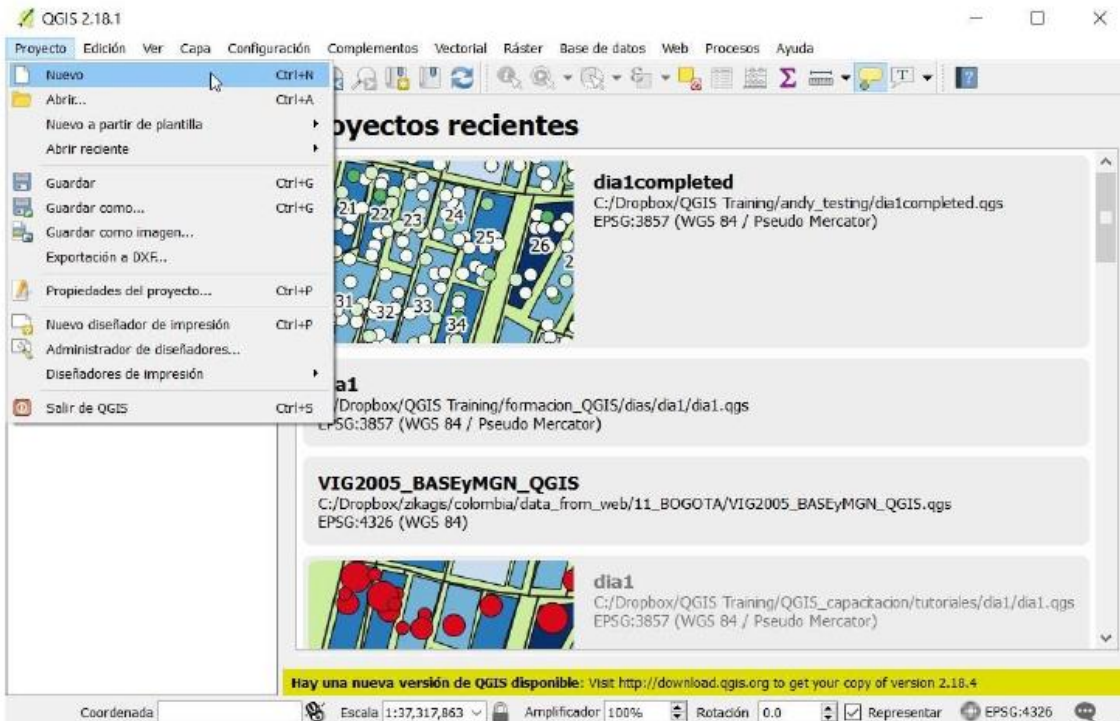 QGIS 2.18.1
Proyecto Edición Ver Capa Configuración Complementos Vectorial Ráster Base de datos Web Procesos Ayuda
Nuevo Ctrl+N
Abrir... Ctrl+A
Nuevo a partir de plantilla
Abrir reciente
Guardar Ctrl+G
Guardar como... Ctrl+G
Guardar como imagen...
Exportación a DXF...
Propiedades del proyecto... Ctrl+P
Nuevo diseñador de impresión Ctrl+P
Administrador de diseñadores...
Diseñadores de impresión
Salir de QGIS Ctrl+S
oyectos recientes
21 22 23 24 25 26 2
31 32 33 34
dia1completed
C:/Dropbox/QGIS Training/andy_testing/dia1completed.qgs
EPSG:3857 (WGS 84 / Pseudo Mercator)
a1
/Dropbox/QGIS Training/formacion_QGIS/dias/dia1/dia1.qgs
EPSG:3857 (WGS 84 / Pseudo Mercator)
VIG2005_BASEyMGN_QGIS
C:/Dropbox/zikagis/colombia/data_from_web/11_BOGOTA/VIG2005_BASEyMGN_QGIS.qgs
EPSG:4326 (WGS 84)
dia1
C:/Dropbox/QGIS Training/QGIS_capacitacion/tutoriales/dia1/dia1.qgs
EPSG:3857 (WGS 84 / Pseudo Mercator)
Hay una nueva versión de QGIS disponible: Visit http://download.qgis.org to get your copy of version 2.18.4
Coordenada Escala 1:37,317,863 Amplificador 100% Rotación 0.0 Representar EPSG:4326